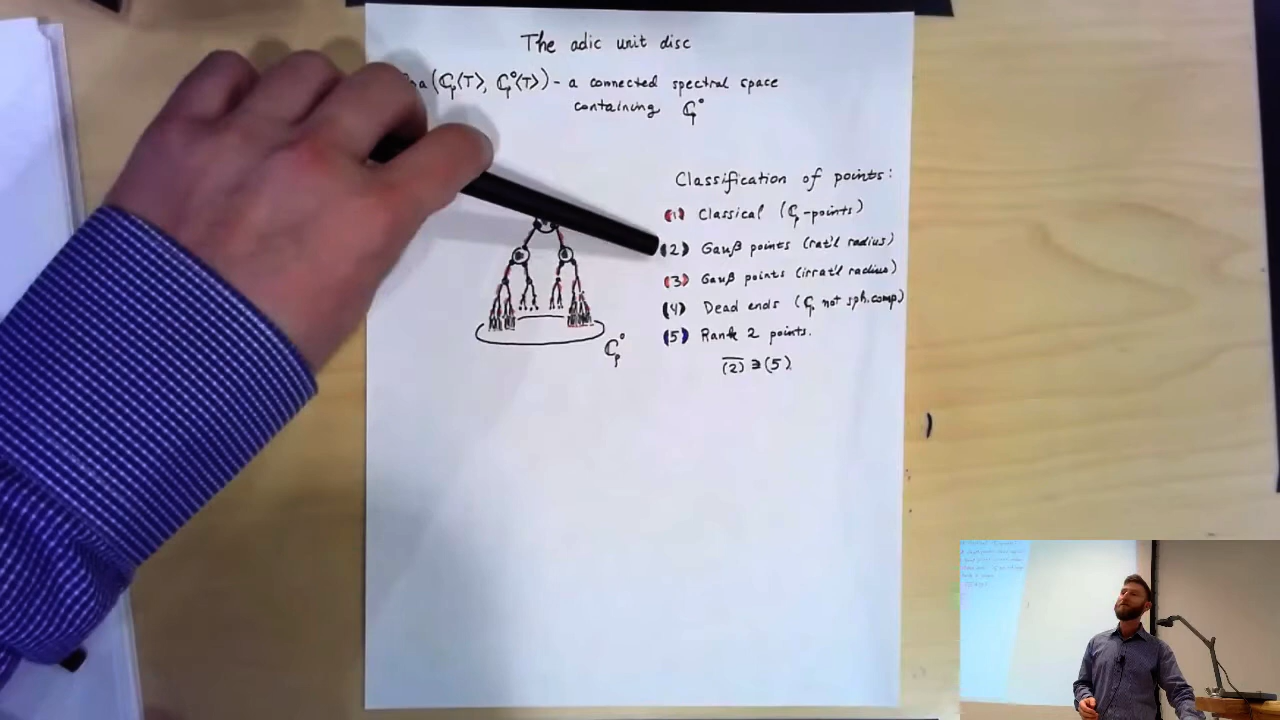 The adic unit disc
(ℂₚ⟨T⟩, ℂₚ°⟨T⟩) - a connected spectral space
containing ℂₚ°
Classification of points:
(1) Classical (ℂₚ-points)
(2) Gauß points (rat'l radius)
(3) Gauß points (irrat'l radius)
(4) Dead ends (ℂₚ not sph.comp)
(5) Rank 2 points.
(2)̅ ∋ (5).
ℂₚ°